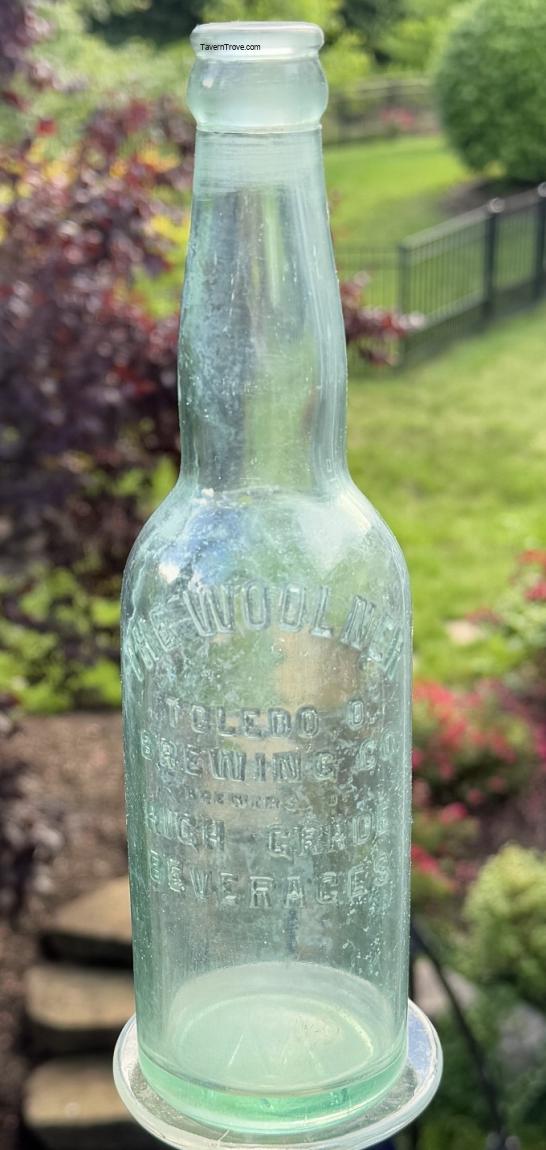 TavernTrove.com
THE WOOLNER
TOLEDO O.
BREWING CO.
BREWERS OF
HIGH GRADE
BEVERAGES